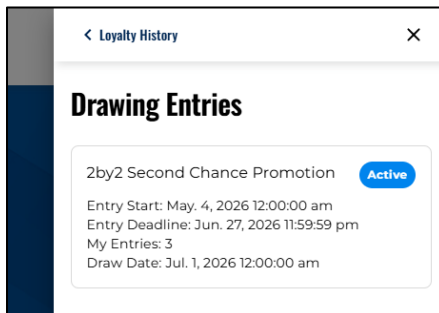 Loyalty History
Drawing Entries
2by2 Second Chance Promotion
Active
Entry Start: May. 4, 2026 12:00:00 am
Entry Deadline: Jun. 27, 2026 11:59:59 pm
My Entries: 3
Draw Date: Jul. 1, 2026 12:00:00 am